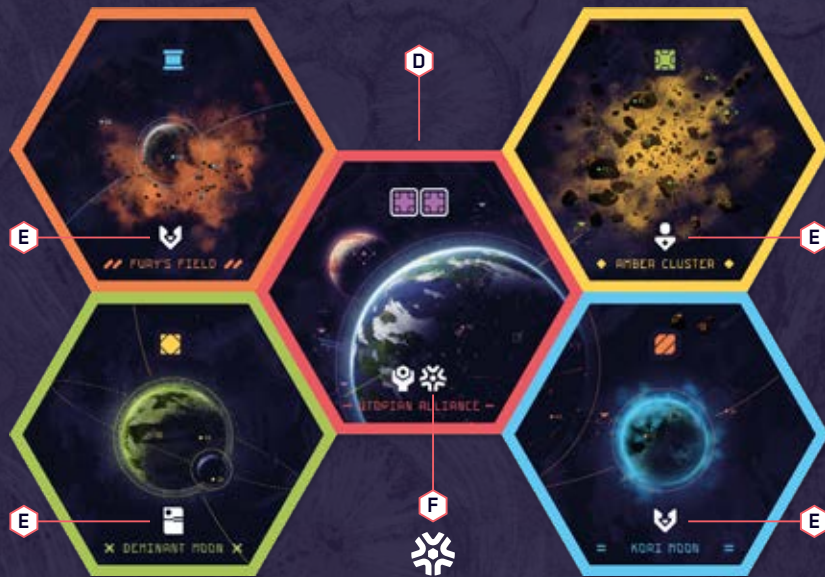 D
E
FURY'S FIELD
E
AMBER CLUSTER
UTOPIAN ALLIANCE
E
DEMINANT MOON
F
E
KORI MOON